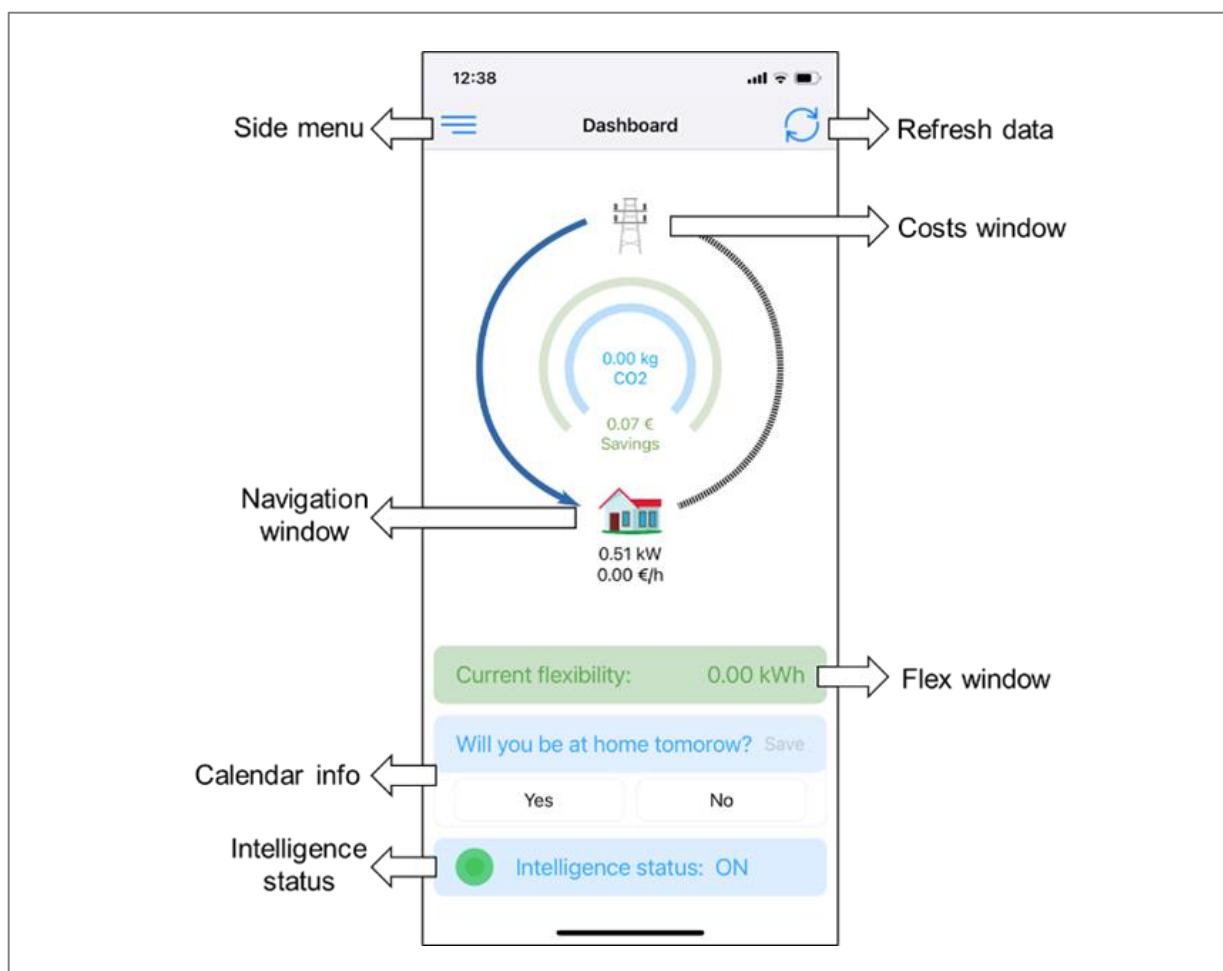 12:38
Side menu
Dashboard
Refresh data
Costs window
0.00 kg
CO2
0.07 €
Savings
Navigation
window
0.51 kW
0.00 €/h
Current flexibility: 0.00 kWh
Flex window
Will you be at home tomorow? Save
Calendar info
Yes No
Intelligence
status
Intelligence status: ON